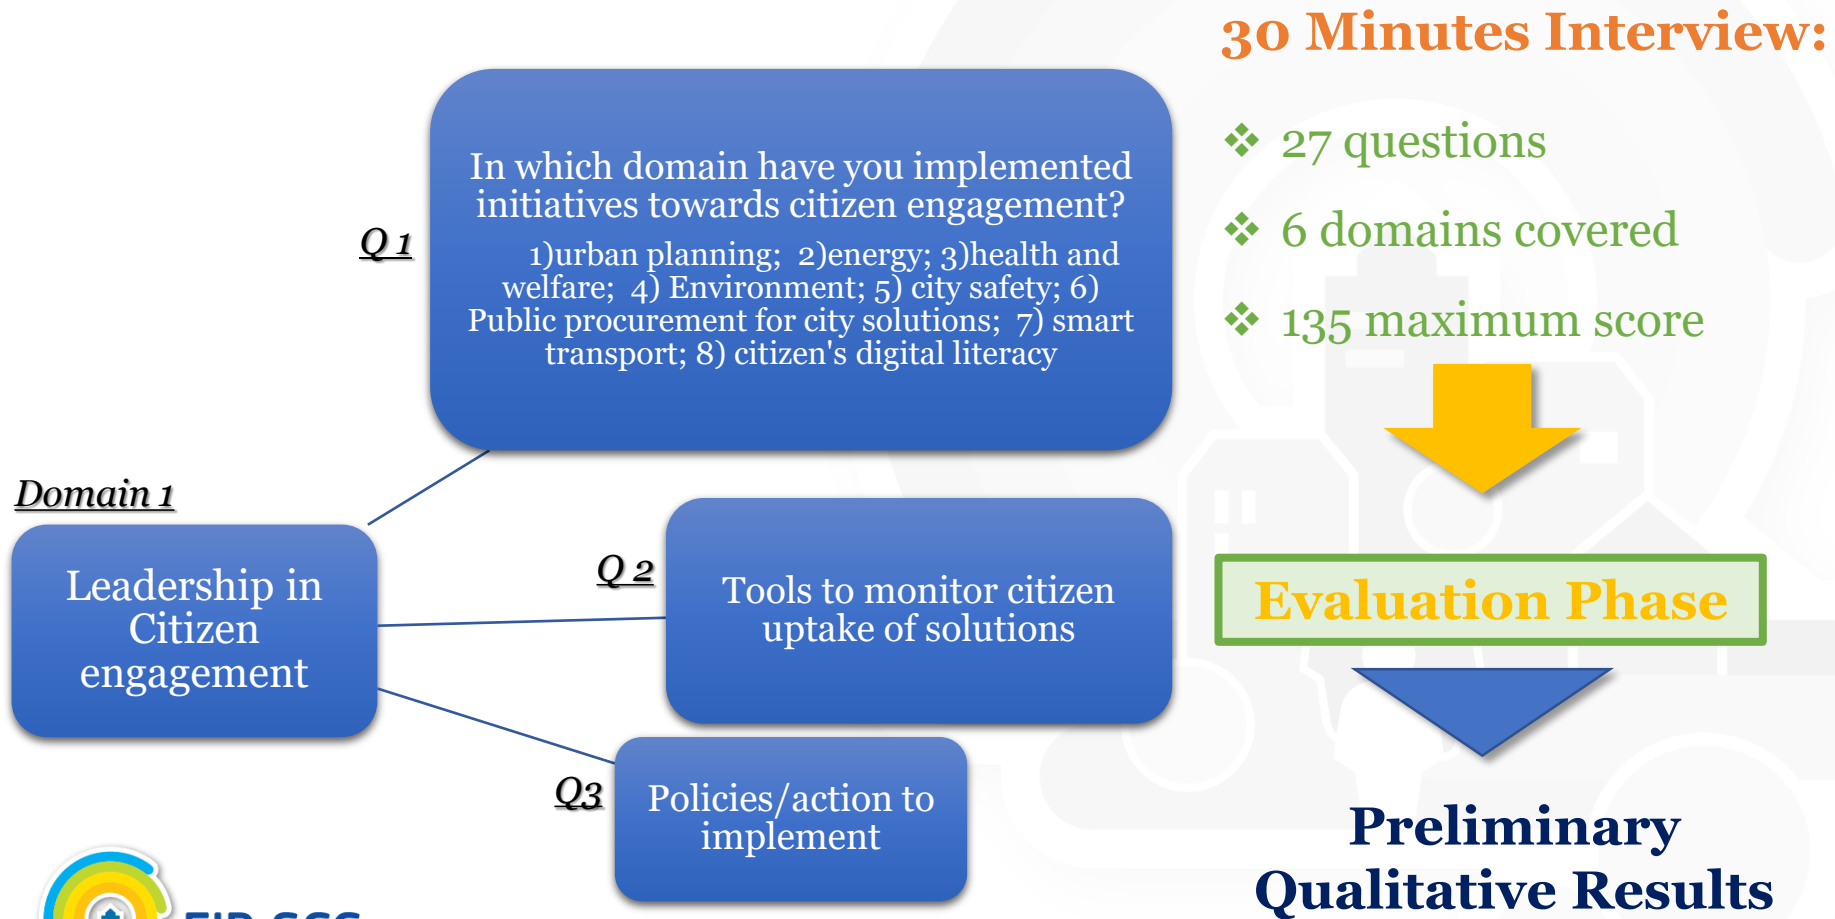 30 Minutes Interview:
❖ 27 questions
❖ 6 domains covered
❖ 135 maximum score
Evaluation Phase
Preliminary
Qualitative Results
Domain 1
Leadership in
Citizen
engagement
Q 1
In which domain have you implemented
initiatives towards citizen engagement?
1)urban planning; 2)energy; 3)health and
welfare; 4) Environment; 5) city safety; 6)
Public procurement for city solutions; 7) smart
transport; 8) citizen's digital literacy
Q 2
Tools to monitor citizen
uptake of solutions
Q3
Policies/action to
implement
EIP-SCC